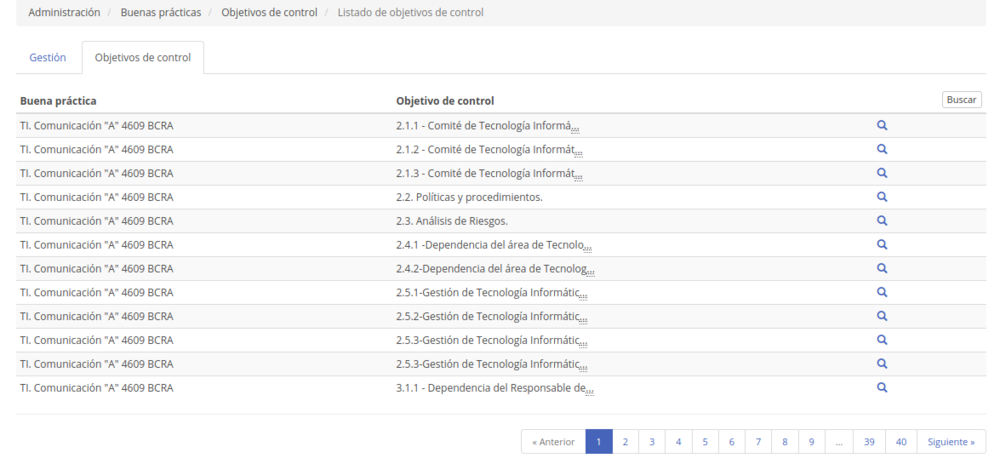 Administración / Buenas prácticas / Objetivos de control / Listado de objetivos de control
Gestión Objetivos de control
Buena práctica Objetivo de control Buscar
TI. Comunicación "A" 4609 BCRA 2.1.1 - Comité de Tecnología Informá...
TI. Comunicación "A" 4609 BCRA 2.1.2 - Comité de Tecnología Informát...
TI. Comunicación "A" 4609 BCRA 2.1.3 - Comité de Tecnología Informát...
TI. Comunicación "A" 4609 BCRA 2.2. Políticas y procedimientos.
TI. Comunicación "A" 4609 BCRA 2.3. Análisis de Riesgos.
TI. Comunicación "A" 4609 BCRA 2.4.1 -Dependencia del área de Tecnolo...
TI. Comunicación "A" 4609 BCRA 2.4.2-Dependencia del área de Tecnolog...
TI. Comunicación "A" 4609 BCRA 2.5.1-Gestión de Tecnología Informátic...
TI. Comunicación "A" 4609 BCRA 2.5.2-Gestión de Tecnología Informátic...
TI. Comunicación "A" 4609 BCRA 2.5.3-Gestión de Tecnología Informátic...
TI. Comunicación "A" 4609 BCRA 2.5.3-Gestión de Tecnología Informátic...
TI. Comunicación "A" 4609 BCRA 3.1.1 - Dependencia del Responsable de...
« Anterior 1 2 3 4 5 6 7 8 9 ... 39 40 Siguiente »